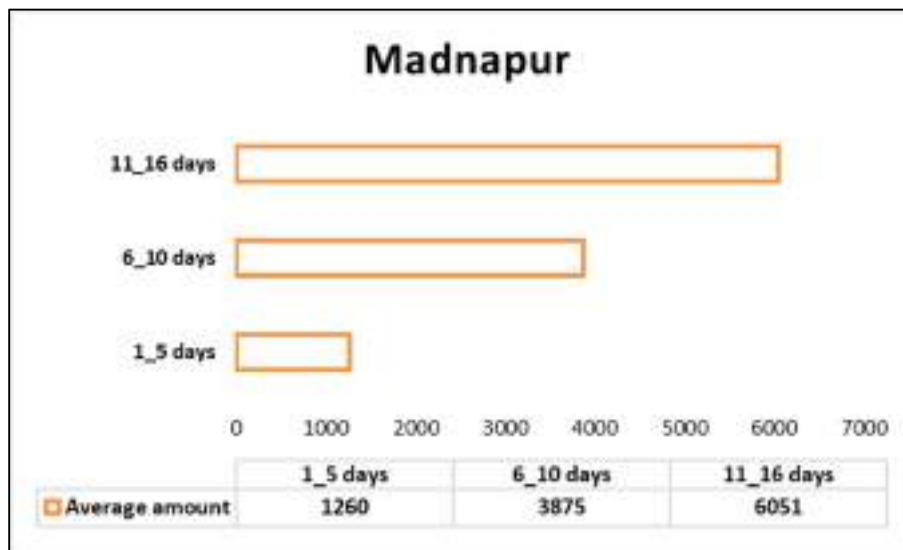 Madnapur
11_16 days
6_10 days
1_5 days
0 1000 2000 3000 4000 5000 6000 7000
1_5 days 6_10 days 11_16 days
Average amount 1260 3875 6051